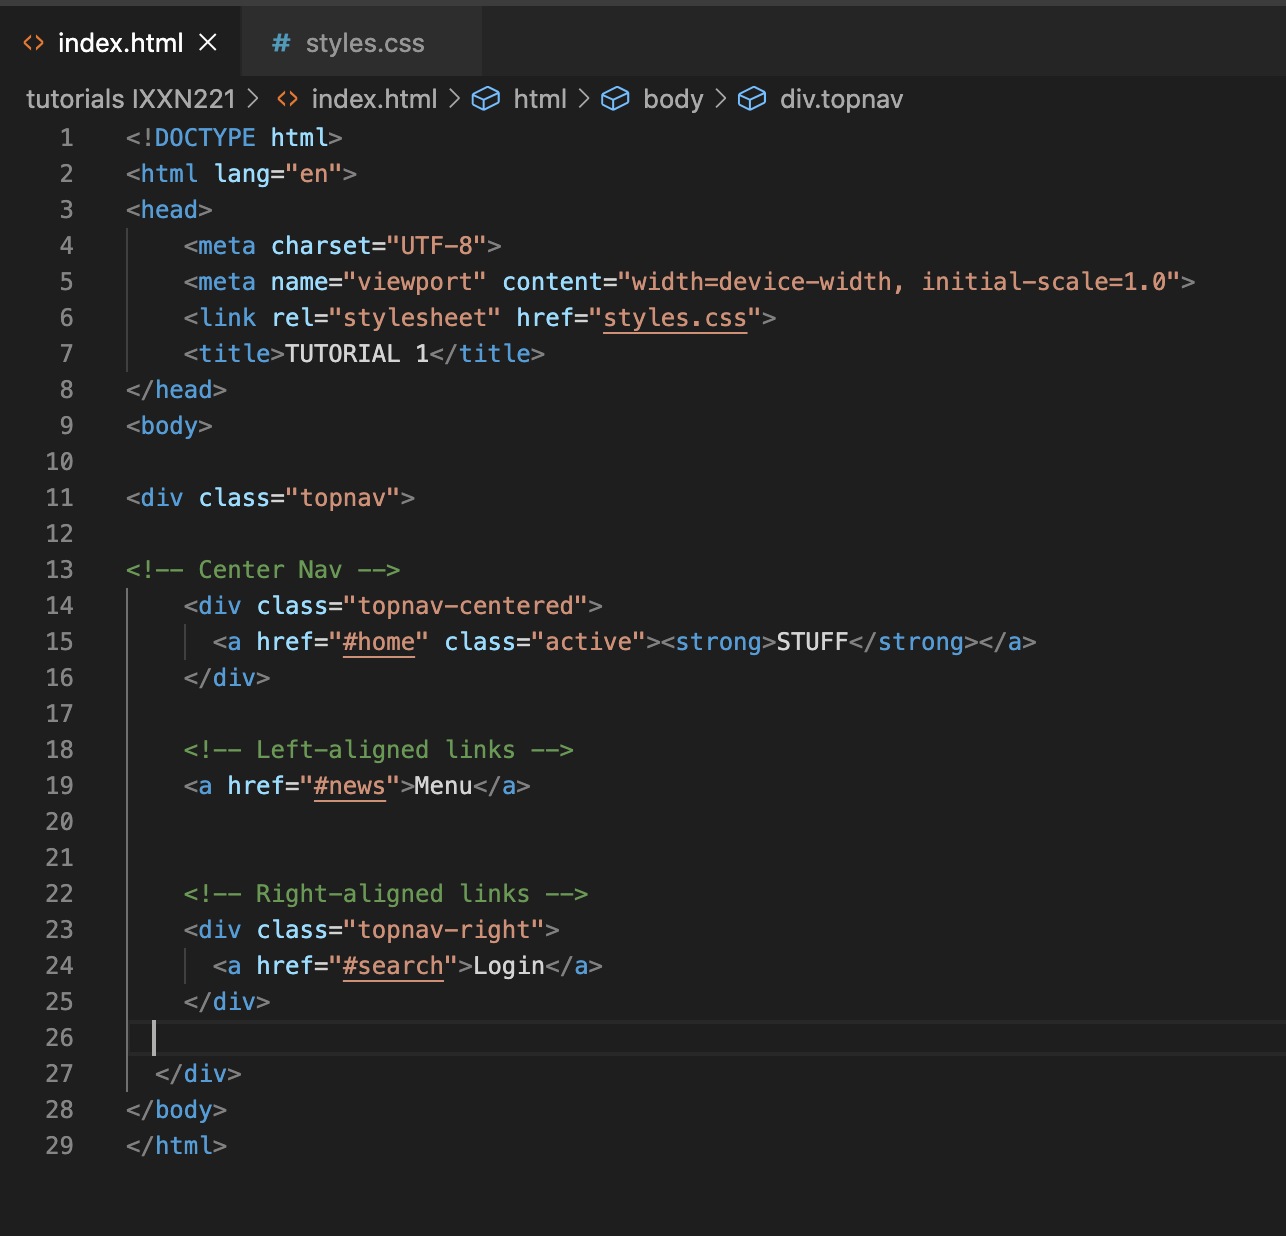 index.html
styles.css
tutorials IXXN221 > index.html > html > body > div.topnav
1 <!DOCTYPE html>
2 <html lang="en">
3 <head>
4     <meta charset="UTF-8">
5     <meta name="viewport" content="width=device-width, initial-scale=1.0">
6     <link rel="stylesheet" href="styles.css">
7     <title>TUTORIAL 1</title>
8 </head>
9 <body>
10
11 <div class="topnav">
12
13 <!-- Center Nav -->
14     <div class="topnav-centered">
15       <a href="#home" class="active"><strong>STUFF</strong></a>
16     </div>
17
18     <!-- Left-aligned links -->
19     <a href="#news">Menu</a>
20
21
22     <!-- Right-aligned links -->
23     <div class="topnav-right">
24       <a href="#search">Login</a>
25     </div>
26
27   </div>
28 </body>
29 </html>